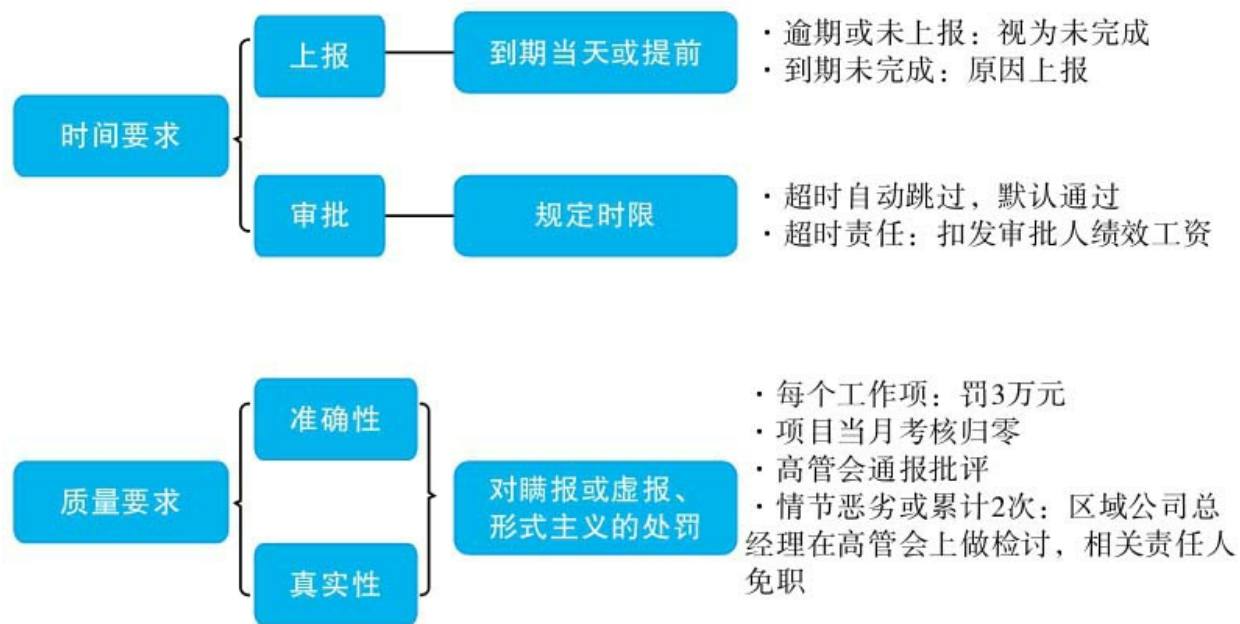 时间要求
上报
到期当天或提前
·逾期或未上报：视为未完成
·到期未完成：原因上报
审批
规定时限
·超时自动跳过，默认通过
·超时责任：扣发审批人绩效工资
质量要求
准确性
真实性
对瞒报或虚报、
形式主义的处罚
·每个工作项：罚3万元
·项目当月考核归零
·高管会通报批评
·情节恶劣或累计2次：区域公司总
经理在高管会上做检讨，相关责任人
免职